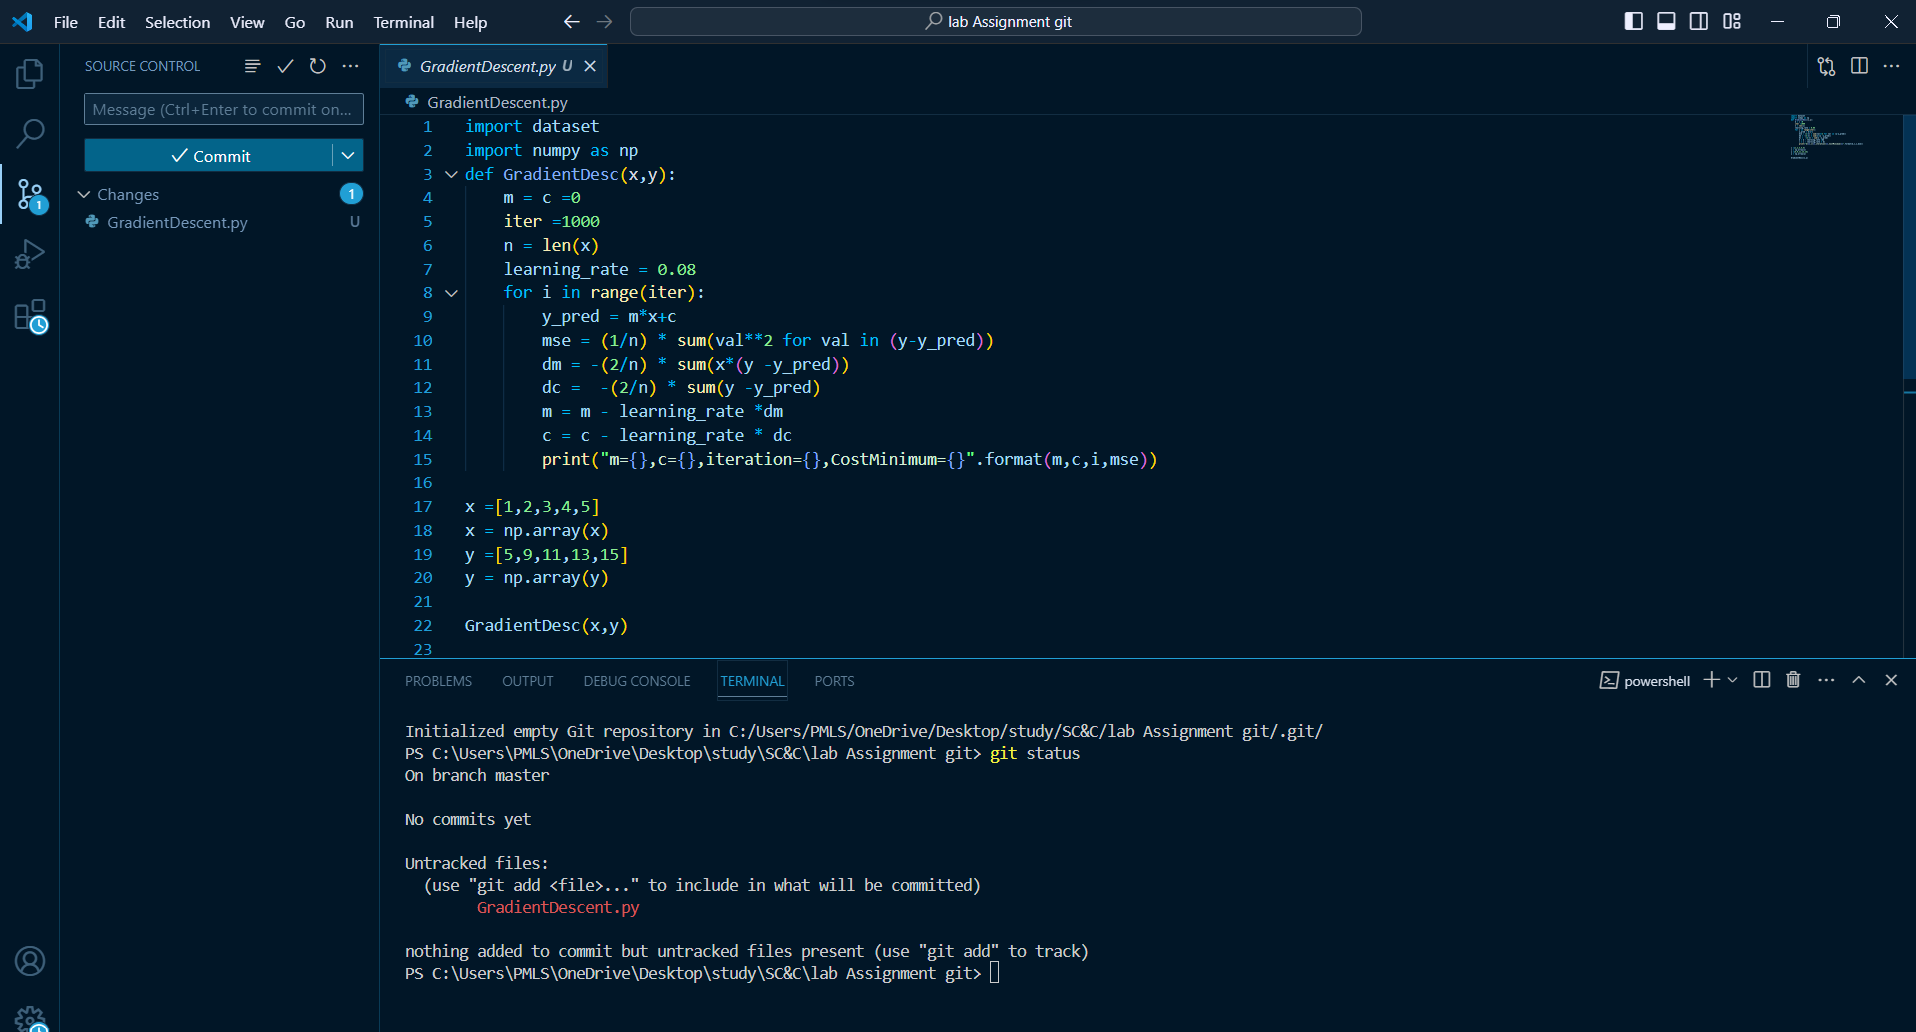 File Edit Selection View Go Run Terminal Help
lab Assignment git
SOURCE CONTROL
Message (Ctrl+Enter to commit on...
Commit
Changes 1
GradientDescent.py U
1
GradientDescent.py U
GradientDescent.py
1 import dataset
2 import numpy as np
3 def GradientDesc(x,y):
4 m = c =0
5 iter =1000
6 n = len(x)
7 learning_rate = 0.08
8 for i in range(iter):
9 y_pred = m*x+c
10 mse = (1/n) * sum(val**2 for val in (y-y_pred))
11 dm = -(2/n) * sum(x*(y -y_pred))
12 dc =  -(2/n) * sum(y -y_pred)
13 m = m - learning_rate *dm
14 c = c - learning_rate * dc
15 print("m={},c={},iteration={},CostMinimum={}".format(m,c,i,mse))
16
17 x =[1,2,3,4,5]
18 x = np.array(x)
19 y =[5,9,11,13,15]
20 y = np.array(y)
21
22 GradientDesc(x,y)
23
PROBLEMS OUTPUT DEBUG CONSOLE TERMINAL PORTS
powershell
Initialized empty Git repository in C:/Users/PMLS/OneDrive/Desktop/study/SC&C/lab Assignment git/.git/
PS C:\Users\PMLS\OneDrive\Desktop\study\SC&C\lab Assignment git> git status
On branch master
No commits yet
Untracked files:
(use "git add <file>..." to include in what will be committed)
GradientDescent.py
nothing added to commit but untracked files present (use "git add" to track)
PS C:\Users\PMLS\OneDrive\Desktop\study\SC&C\lab Assignment git>